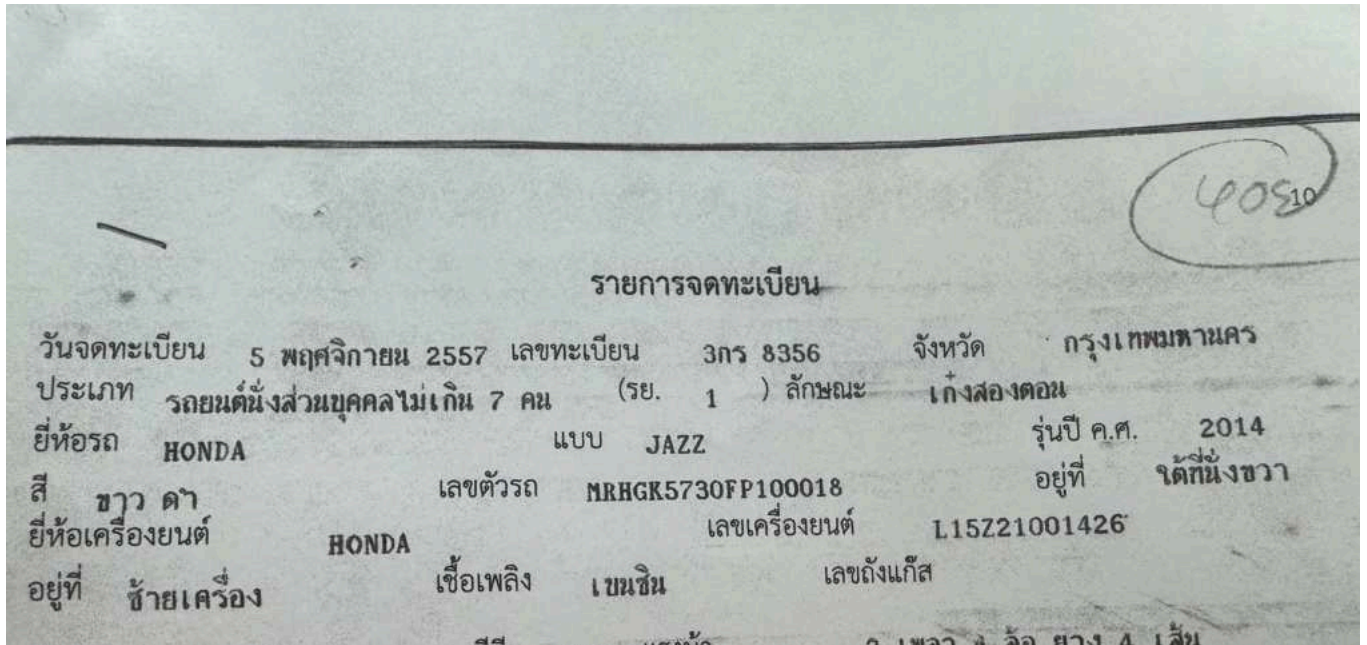 10
รายการจดทะเบียน
วันจดทะเบียน 5 พฤศจิกายน 2557 เลขทะเบียน 3กร 8356 จังหวัด กรุงเทพมหานคร
ประเภท รถยนต์นั่งส่วนบุคคลไม่เกิน 7 คน (รย. 1 ) ลักษณะ เก๋งสองตอน
ยี่ห้อรถ HONDA แบบ JAZZ รุ่นปี ค.ศ. 2014
สี ขาว ดำ เลขตัวรถ MRHGK5730FP100018 อยู่ที่ ใต้ที่นั่งขวา
ยี่ห้อเครื่องยนต์ HONDA เลขเครื่องยนต์ L15Z21001426
อยู่ที่ ซ้ายเครื่อง เชื้อเพลิง เบนซิน เลขถังแก๊ส
ล้อ ยาง 4 เส้น